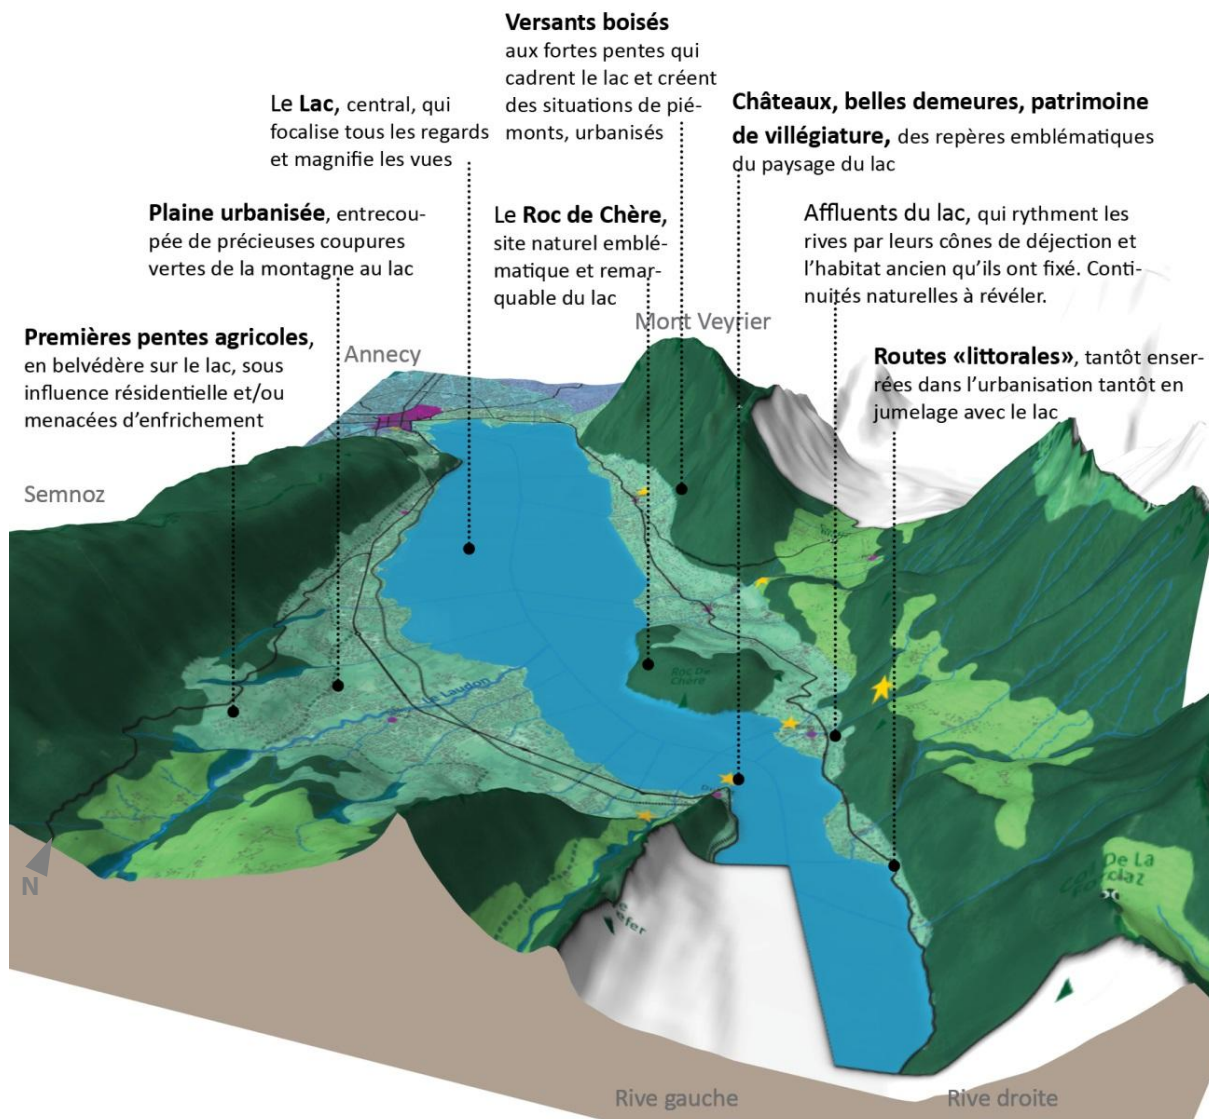 Versants boisés
aux fortes pentes qui
cadrent le lac et créent
des situations de pié-
monts, urbanisés
Le Lac, central, qui
focalise tous les regards
et magnifie les vues
Châteaux, belles demeures, patrimoine
de villégiature, des repères emblématiques
du paysage du lac
Plaine urbanisée, entrecou-
pée de précieuses coupures
vertes de la montagne au lac
Le Roc de Chère,
site naturel emblé-
matique et remar-
quable du lac
Affluents du lac, qui rythment les
rives par leurs cônes de déjection et
l'habitat ancien qu'ils ont fixé. Conti-
nuités naturelles à révéler.
Premières pentes agricoles,
en belvédère sur le lac, sous
influence résidentielle et/ou
menacées d'enfrichement
Annecy
Mont Veyrier
Routes «littorales», tantôt enser-
rées dans l'urbanisation tantôt en
jumelage avec le lac
Semnoz
Roc De
Chere
Le Laudon
De La
N
Rive gauche
Rive droite